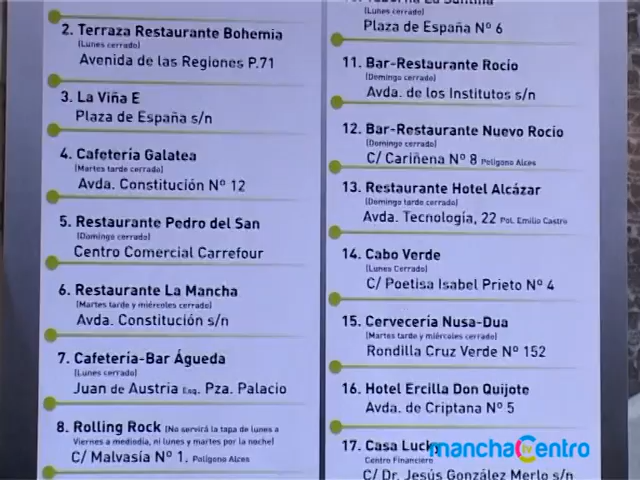 2. Terraza Restaurante Bohemia
(Lunes cerrado)
Avenida de las Regiones P.71
3. La Viña E
Plaza de España s/n
4. Cafetería Galatea
(Martes tarde cerrado)
Avda. Constitución Nº 12
5. Restaurante Pedro del San
(Domingo cerrado)
Centro Comercial Carrefour
6. Restaurante La Mancha
(Martes tarde y miércoles cerrado)
Avda. Constitución s/n
7. Cafetería-Bar Águeda
(Lunes cerrado)
Juan de Austria Esq. Pza. Palacio
8. Rolling Rock (No servirá la tapa de lunes a
Viernes a mediodía, ni lunes y martes por la noche)
C/ Malvasía Nº 1. Polígono Alces
(Lunes cerrado)
Plaza de España Nº 6
11. Bar-Restaurante Rocio
(Domingo cerrado)
Avda. de los Institutos s/n
12. Bar-Restaurante Nuevo Rocio
(Domingo cerrado)
C/ Cariñena Nº 8 Polígono Alces
13. Restaurante Hotel Alcázar
(Domingo tarde cerrado)
Avda. Tecnología, 22 Pol. Emilio Castro
14. Cabo Verde
(Lunes Cerrado)
C/ Poetisa Isabel Prieto Nº 4
15. Cervecería Nusa-Dua
(Martes tarde y miércoles cerrado)
Rondilla Cruz Verde Nº 152
16. Hotel Ercilla Don Quijote
Avda. de Criptana Nº 5
17. Casa Lucky
Centro Financiero
C/ Dr. Jesús González Merlo s/n
manchatvCentro